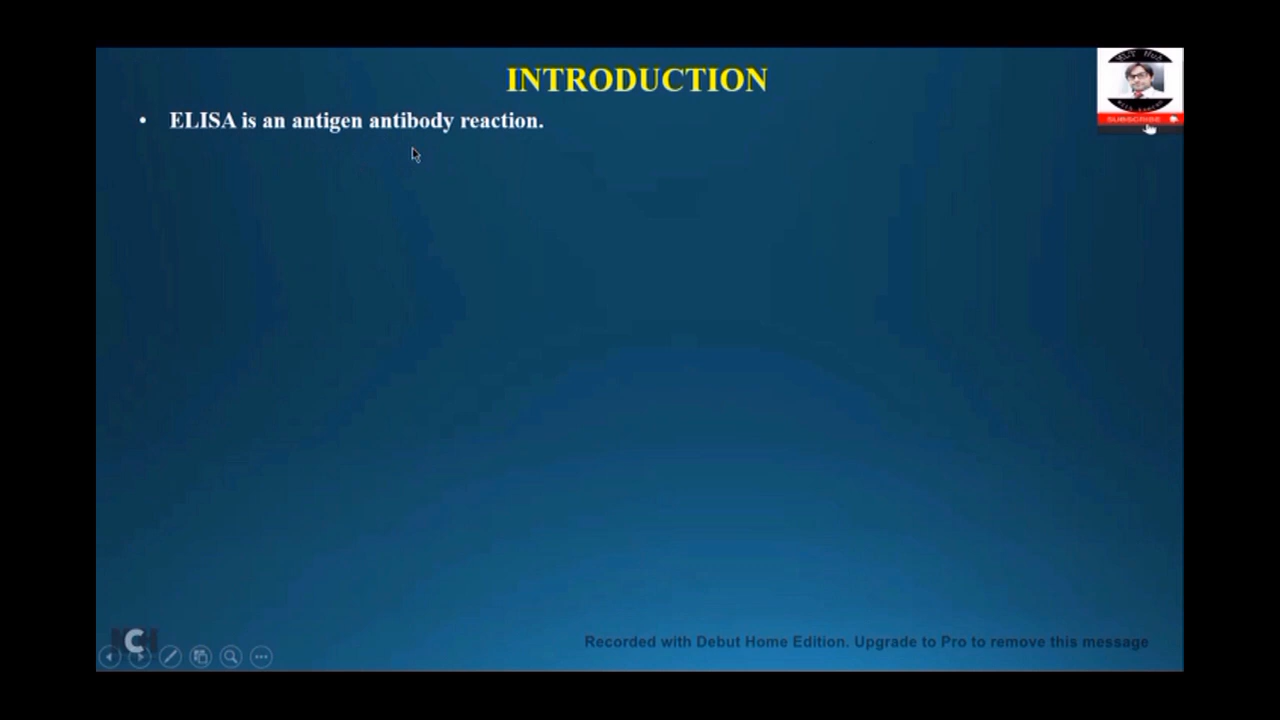 INTRODUCTION
• ELISA is an antigen antibody reaction.
SUBSCRIBE
Recorded with Debut Home Edition. Upgrade to Pro to remove this message